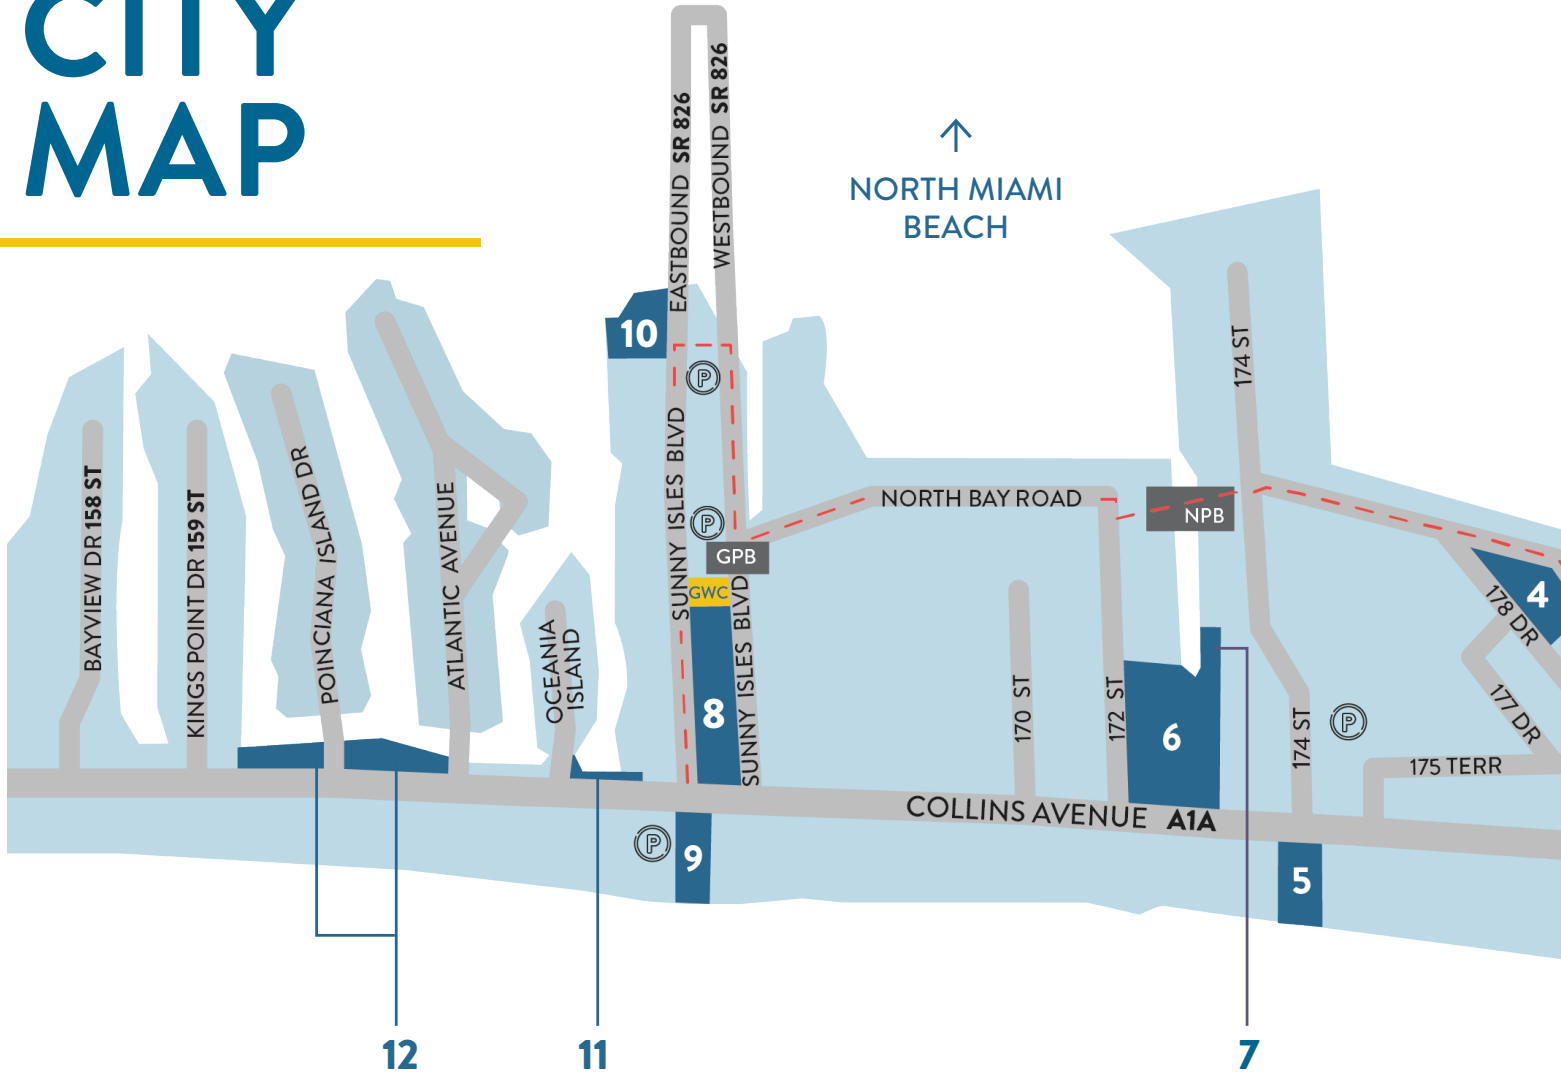 CITY
MAP
NORTH MIAMI
BEACH
EASTBOUND SR 826
WESTBOUND SR 826
10
P
174 ST
BAYVIEW DR 158 ST
KINGS POINT DR 159 ST
POINCIANA ISLAND DR
ATLANTIC AVENUE
OCEANIA
ISLAND
SUNNY ISLES BLVD
P
NORTH BAY ROAD
NPB
GPB
GWC
SUNNY ISLES BLVD
8
170 ST
172 ST
6
174 ST
P
4
178 DR
177 DR
175 TERR
COLLINS AVENUE A1A
P
9
5
12
11
7